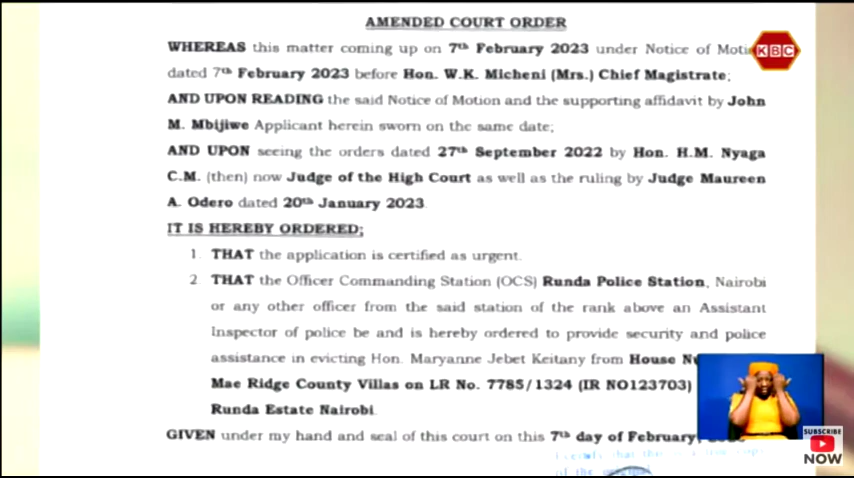 AMENDED COURT ORDER
WHEREAS this matter coming up on 7th February 2023 under Notice of
KBC
dated 7th February 2023 before Hon. W.K. Micheni (Mrs.) Chief Magistrate;
AND UPON READING the said Notice of Motion and the supporting affidavit by John
M. Mbijiwe Applicant herein sworn on the same date;
AND UPON seeing the orders dated 27th September 2022 by Hon. H.M. Nyaga
C.M. (then) now Judge of the High Court as well as the ruling by Judge Maureen
A. Odero dated 20th January 2023.
IT IS HEREBY ORDERED;
1. THAT the application is certified as urgent.
2. THAT the Officer Commanding Station (OCS) Runda Police Station, Nairobi
or any other officer from the said station of the rank above an Assistant
Inspector of police be and is hereby ordered to provide security and police
assistance in evicting Hon. Maryanne Jebet Keitany from House
Mae Ridge County Villas on LR No. 7785/1324 (IR NO123703)
Runda Estate Nairobi.
GIVEN under my hand and seal of this court on this 7th day of February,
SUBSCRIBE
NOW